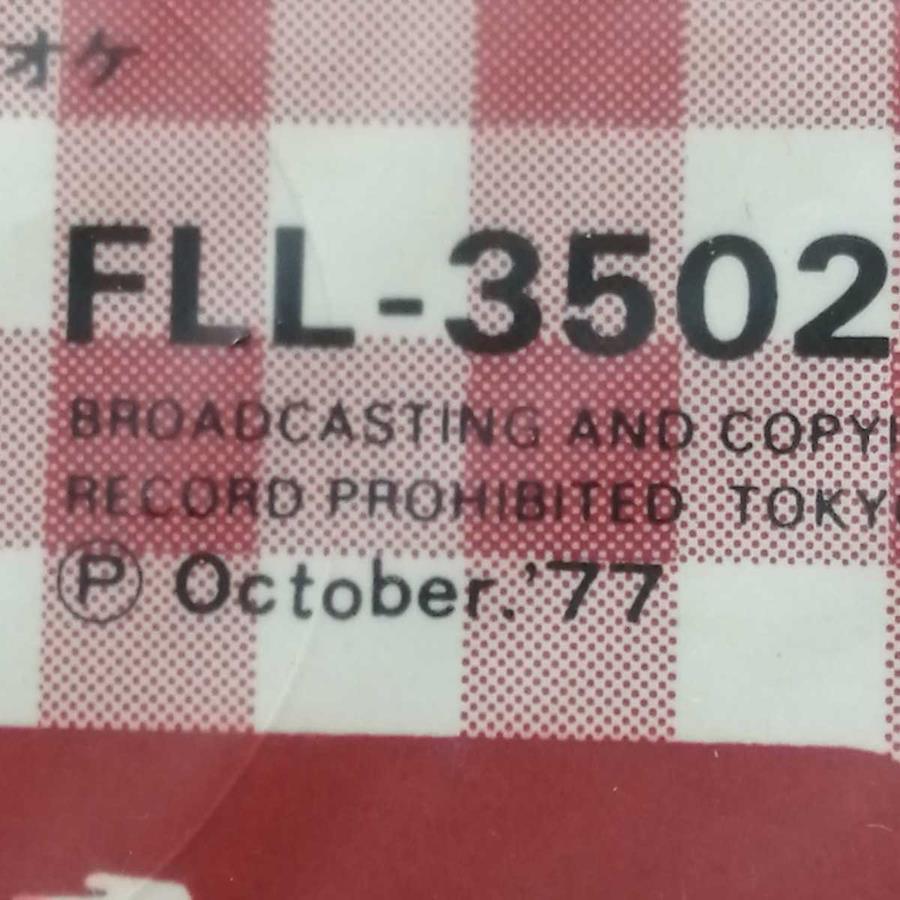 オケ
FLL-3502
BROADCASTING AND COPY
RECORD PROHIBITED TOKY
Ⓟ October.'77